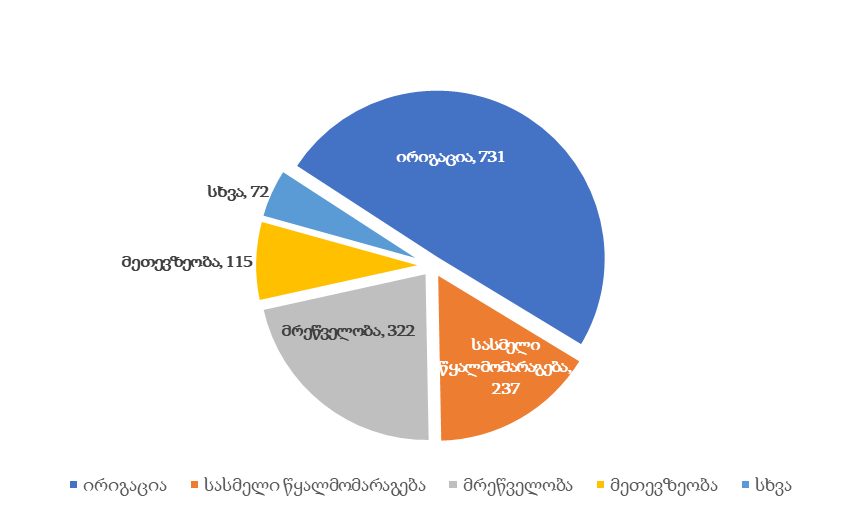 ირიგაცია, 731
სხვა, 72
მეთევზეობა, 115
მრეწველობა, 322
სასმელი
წყალმომარაგება,
237
ირიგაცია სასმელი წყალმომარაგება მრეწველობა მეთევზეობა სხვა